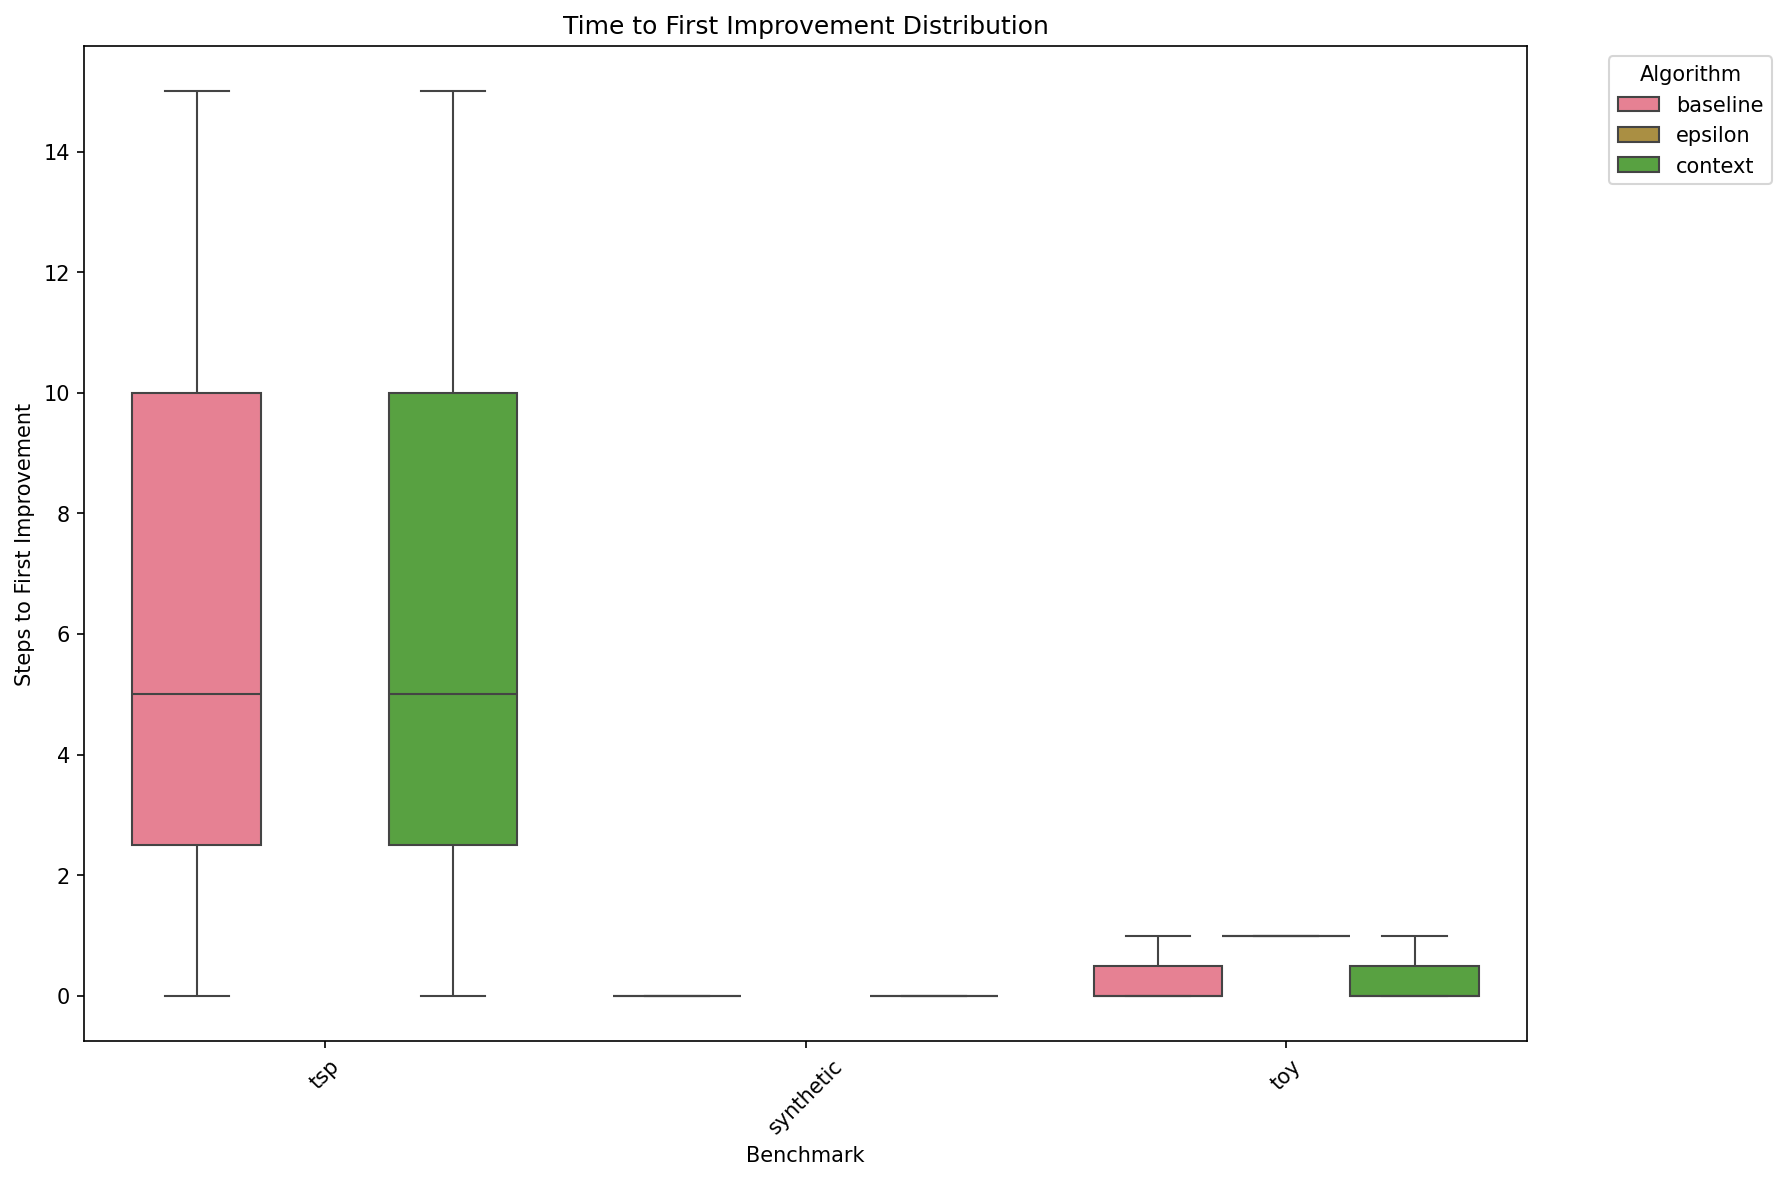 Time to First Improvement Distribution
Algorithm
baseline
epsilon
context
Steps to First Improvement
14
12
10
8
6
4
2
0
tsp
synthetic
toy
Benchmark